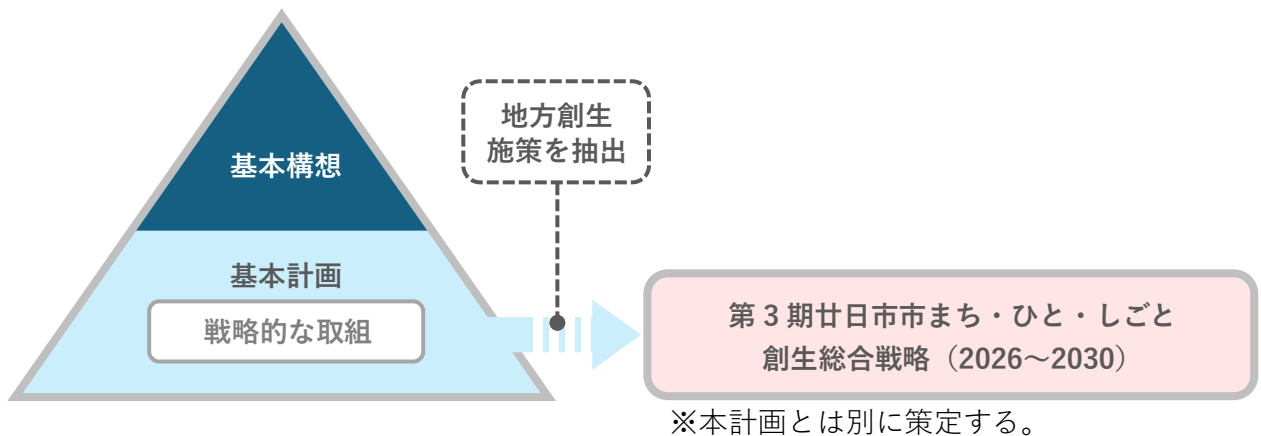 基本構想
基本計画
戦略的な取組
地方創生
施策を抽出
第 3 期廿日市市まち・ひと・しごと
創生総合戦略（2026～2030）
※本計画とは別に策定する。